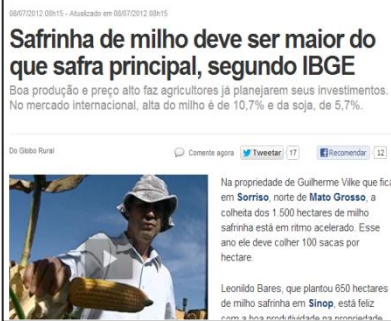 08/07/2012 08h15 - Atualizado em 08/07/2012 08h15
Safrinha de milho deve ser maior do
que safra principal, segundo IBGE
Boa produção e preço alto faz agricultores já planejarem seus investimentos.
No mercado internacional, alta do milho é de 10,7% e da soja, de 5,7%.
Do Globo Rural
Comente agora Tweetar 17 Recomendar 12
Na propriedade de Guilherme Vilke que fica
em Sorriso, norte de Mato Grosso, a
colheita dos 1.500 hectares de milho
safrinha está em ritmo acelerado. Esse
ano ele deve colher 100 sacas por
hectare.
Leonildo Bares, que plantou 650 hectares
de milho safrinha em Sinop, está feliz
com a boa produtividade na propriedade